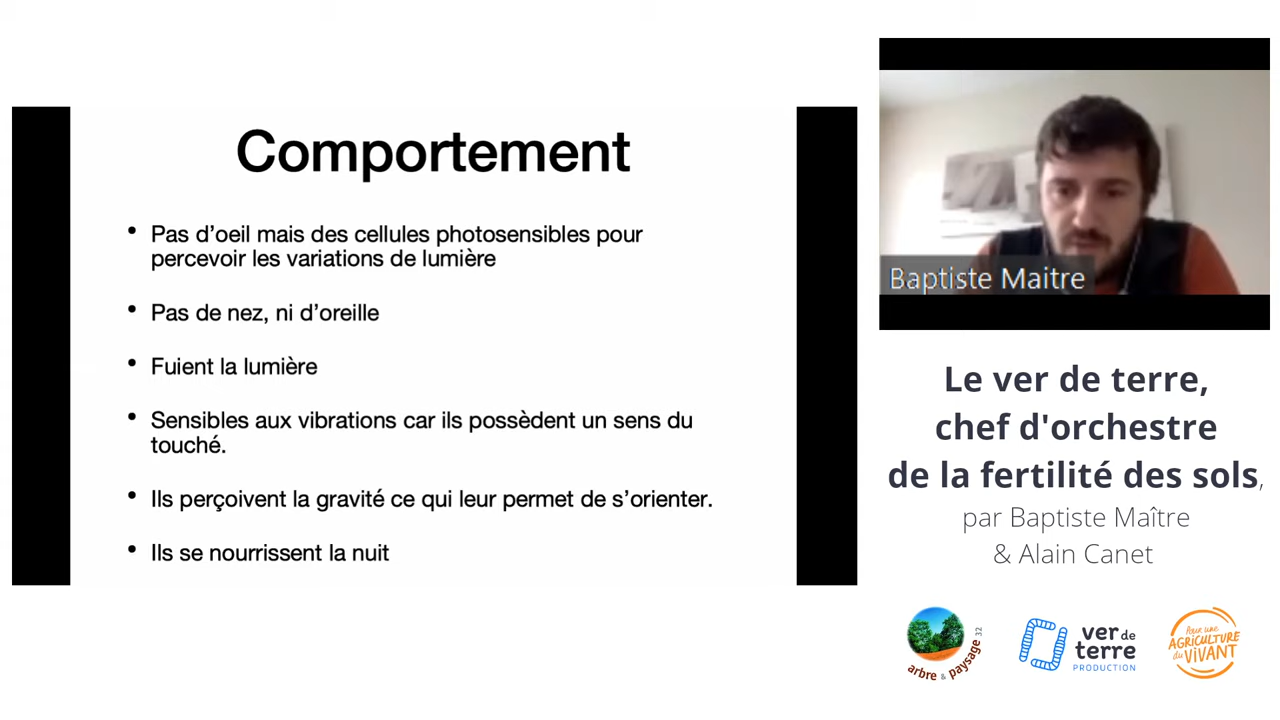 Comportement
• Pas d'oeil mais des cellules photosensibles pour
percevoir les variations de lumière
• Pas de nez, ni d'oreille
• Fuient la lumière
• Sensibles aux vibrations car ils possèdent un sens du
touché.
• Ils perçoivent la gravité ce qui leur permet de s'orienter.
• Ils se nourrissent la nuit
Baptiste Maitre
Le ver de terre,
chef d'orchestre
de la fertilité des sols,
par Baptiste Maître
& Alain Canet
arbre & paysage 32
ver de
terre
PRODUCTION
Pour une
AGRICULTURE
du VIVANT